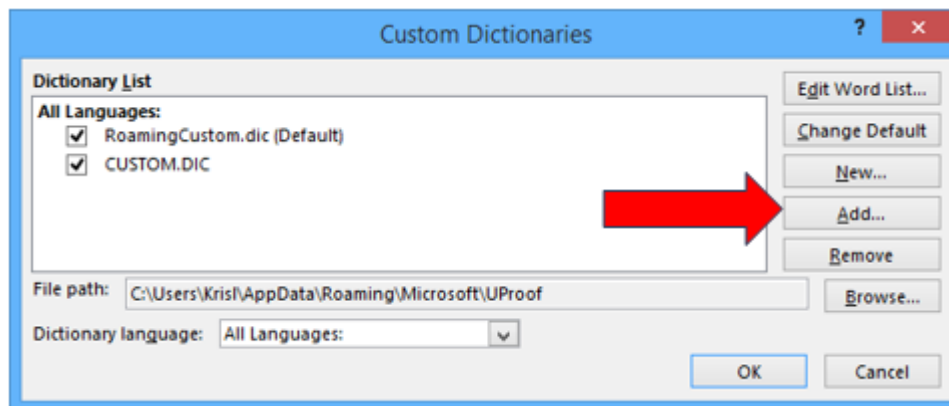 Custom Dictionaries
?
Dictionary List
All Languages:
RoamingCustom.dic (Default)
CUSTOM.DIC
Edit Word List...
Change Default
New...
Add...
Remove
File path: C:\Users\Krisl\AppData\Roaming\Microsoft\UProof
Browse...
Dictionary language: All Languages:
OK
Cancel